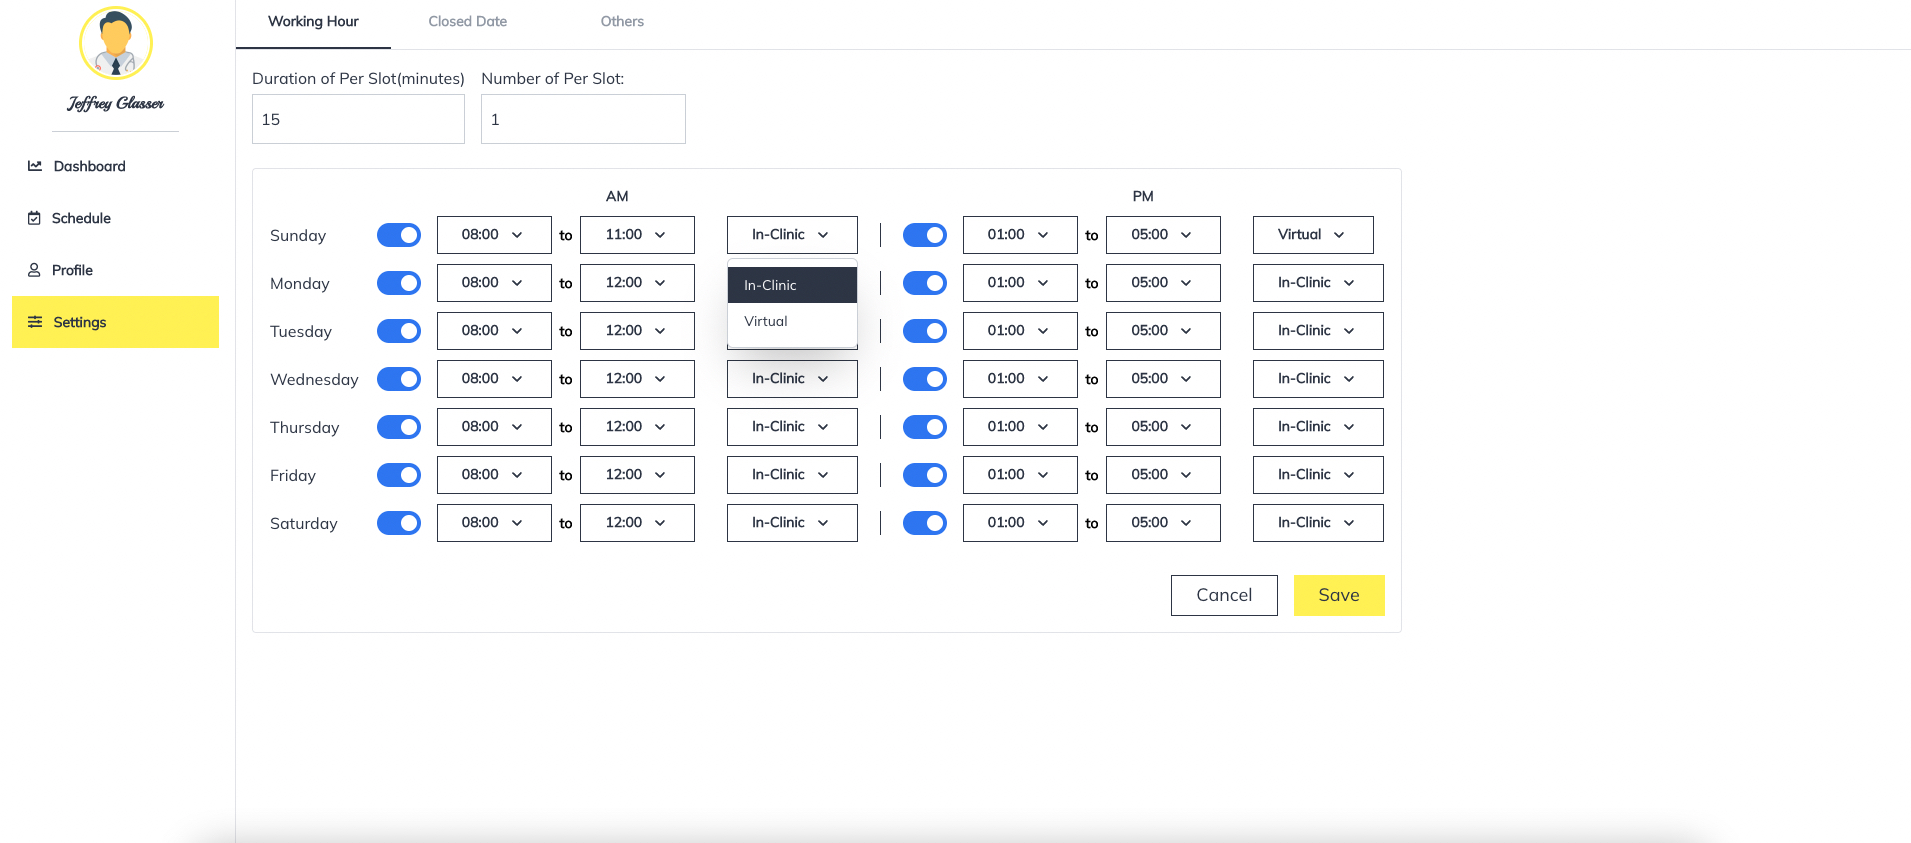 Working Hour Closed Date Others
Jeffrey Glasser
Dashboard
Schedule
Profile
Settings
Duration of Per Slot(minutes) Number of Per Slot:
15 1
AM PM
Sunday 08:00 to 11:00 In-Clinic 01:00 to 05:00 Virtual
In-Clinic
Virtual
Monday 08:00 to 12:00 01:00 to 05:00 In-Clinic
Tuesday 08:00 to 12:00 01:00 to 05:00 In-Clinic
Wednesday 08:00 to 12:00 In-Clinic 01:00 to 05:00 In-Clinic
Thursday 08:00 to 12:00 In-Clinic 01:00 to 05:00 In-Clinic
Friday 08:00 to 12:00 In-Clinic 01:00 to 05:00 In-Clinic
Saturday 08:00 to 12:00 In-Clinic 01:00 to 05:00 In-Clinic
Cancel Save